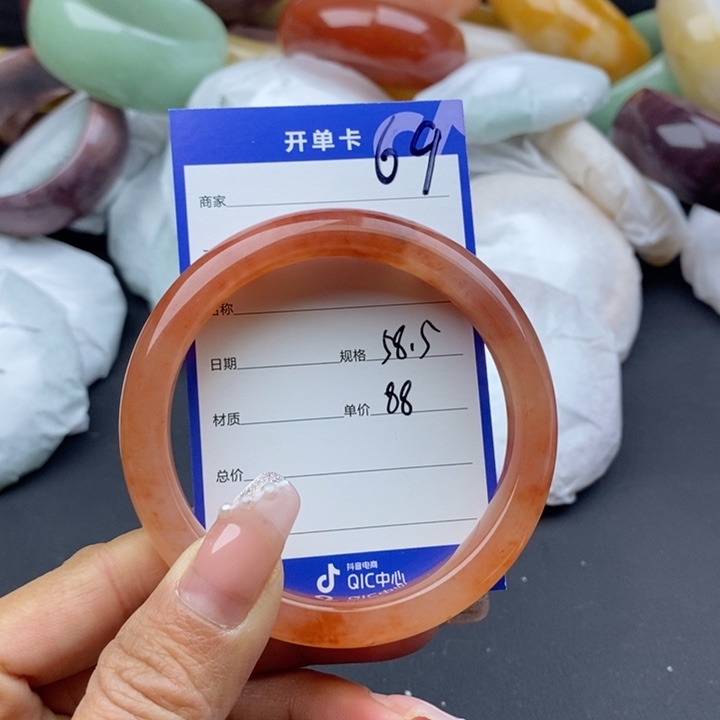 开单卡 69
商家
名称
日期 规格 58.5
材质 单价 88
总价
抖音电商
QIC中心